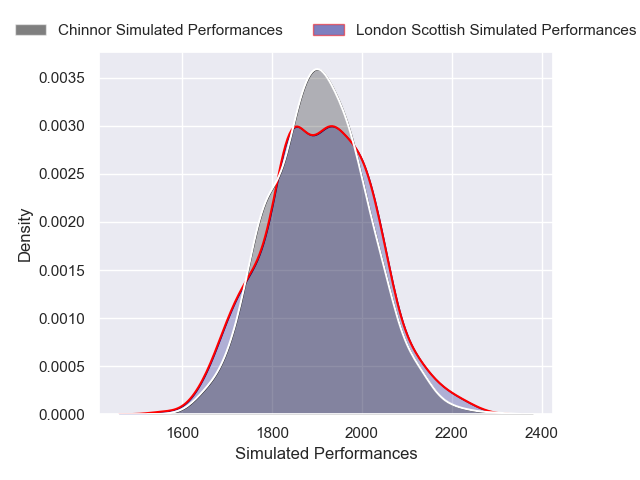 Chinnor Simulated Performances
London Scottish Simulated Performances
0.0035
0.0030
0.0025
0.0020
0.0015
0.0010
0.0005
0.0000
Density
1600 1800 2000 2200 2400
Simulated Performances